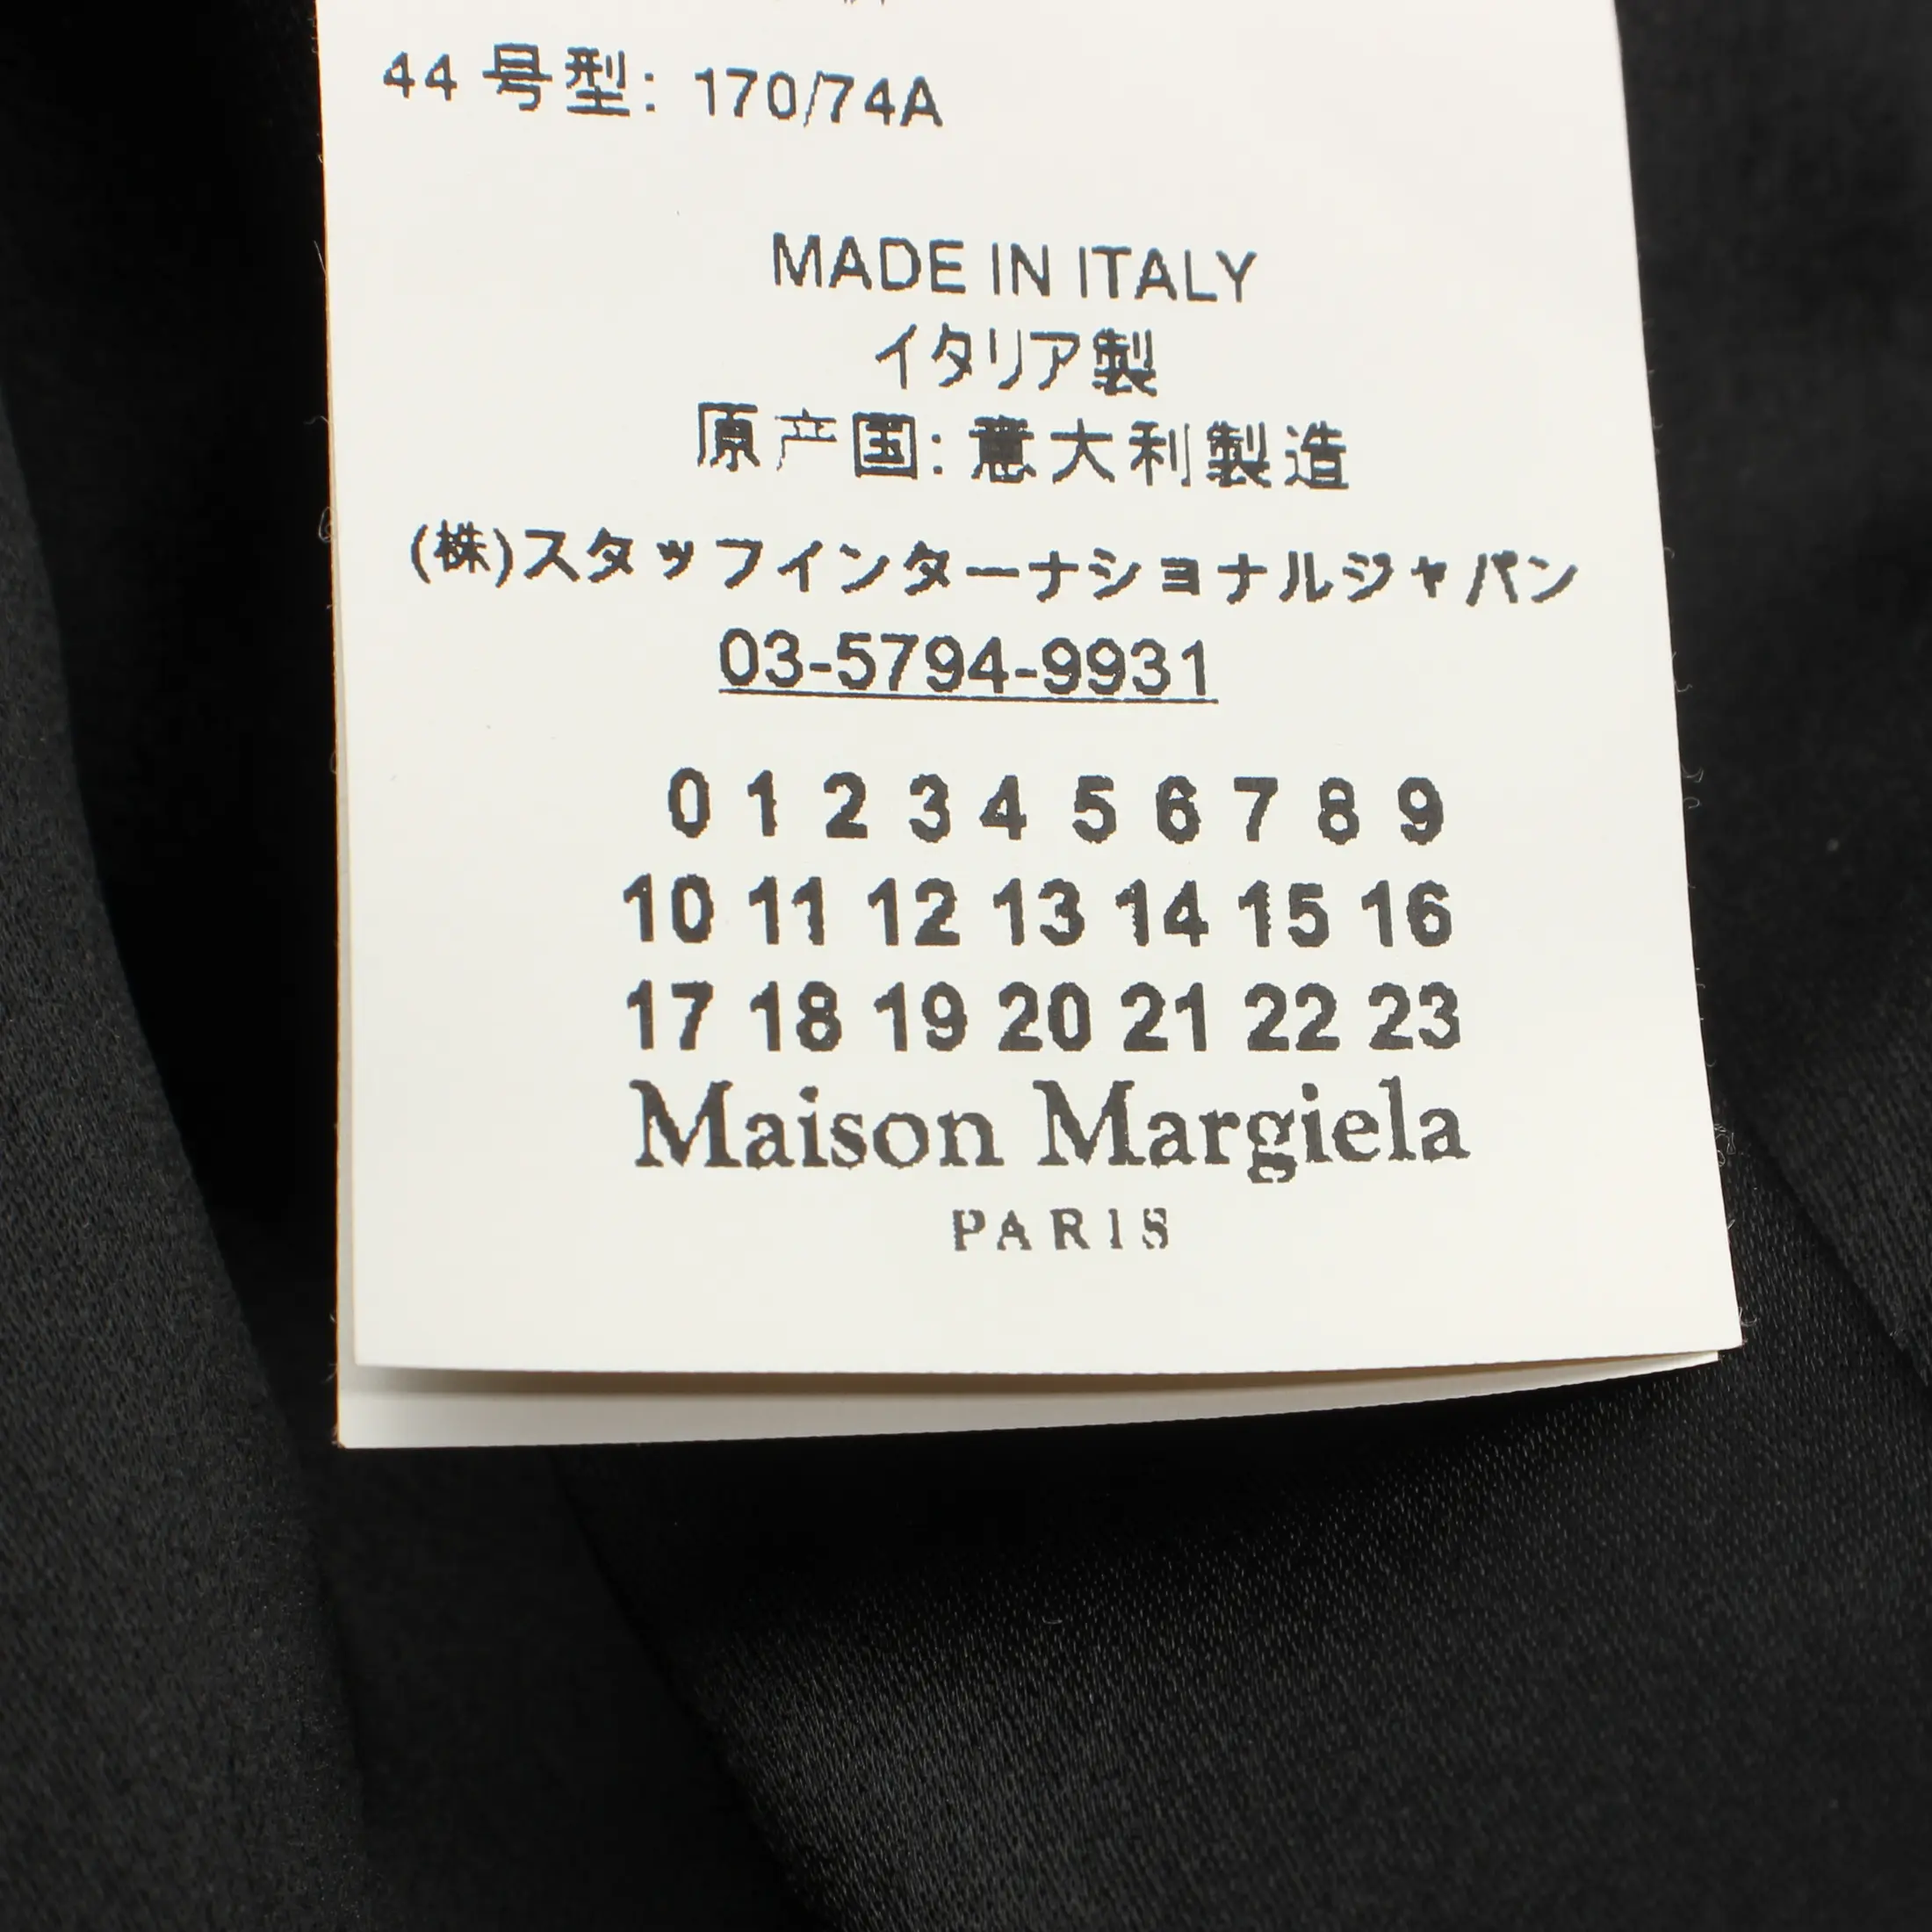 44 号型: 170/74A
MADE IN ITALY
イタリア製
原产国: 意大利製造
(株)スタッフインターナショナルジャパン
03-5794-9931
0 1 2 3 4 5 6 7 8 9
10 11 12 13 14 15 16
17 18 19 20 21 22 23
Maison Margiela
PARIS